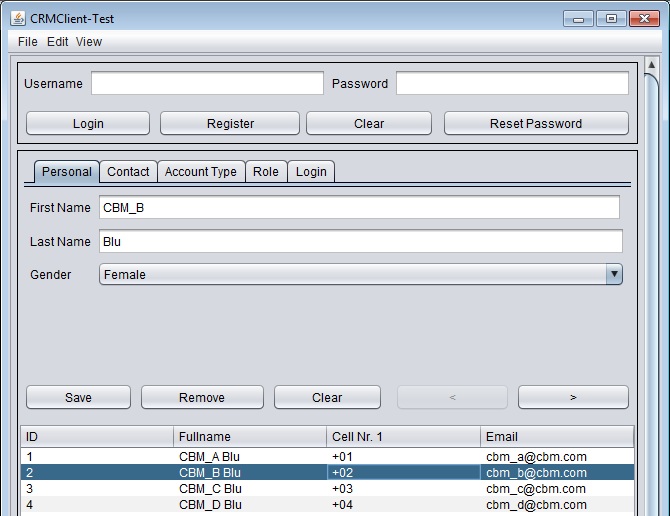 CRMClient-Test
File Edit View
Username Password
Login Register Clear Reset Password
Personal Contact Account Type Role Login
First Name CBM_B
Last Name Blu
Gender Female
Save Remove Clear < >
ID Fullname Cell Nr. 1 Email
1 CBM_A Blu +01 cbm_a@cbm.com
2 CBM_B Blu +02 cbm_b@cbm.com
3 CBM_C Blu +03 cbm_c@cbm.com
4 CBM_D Blu +04 cbm_d@cbm.com